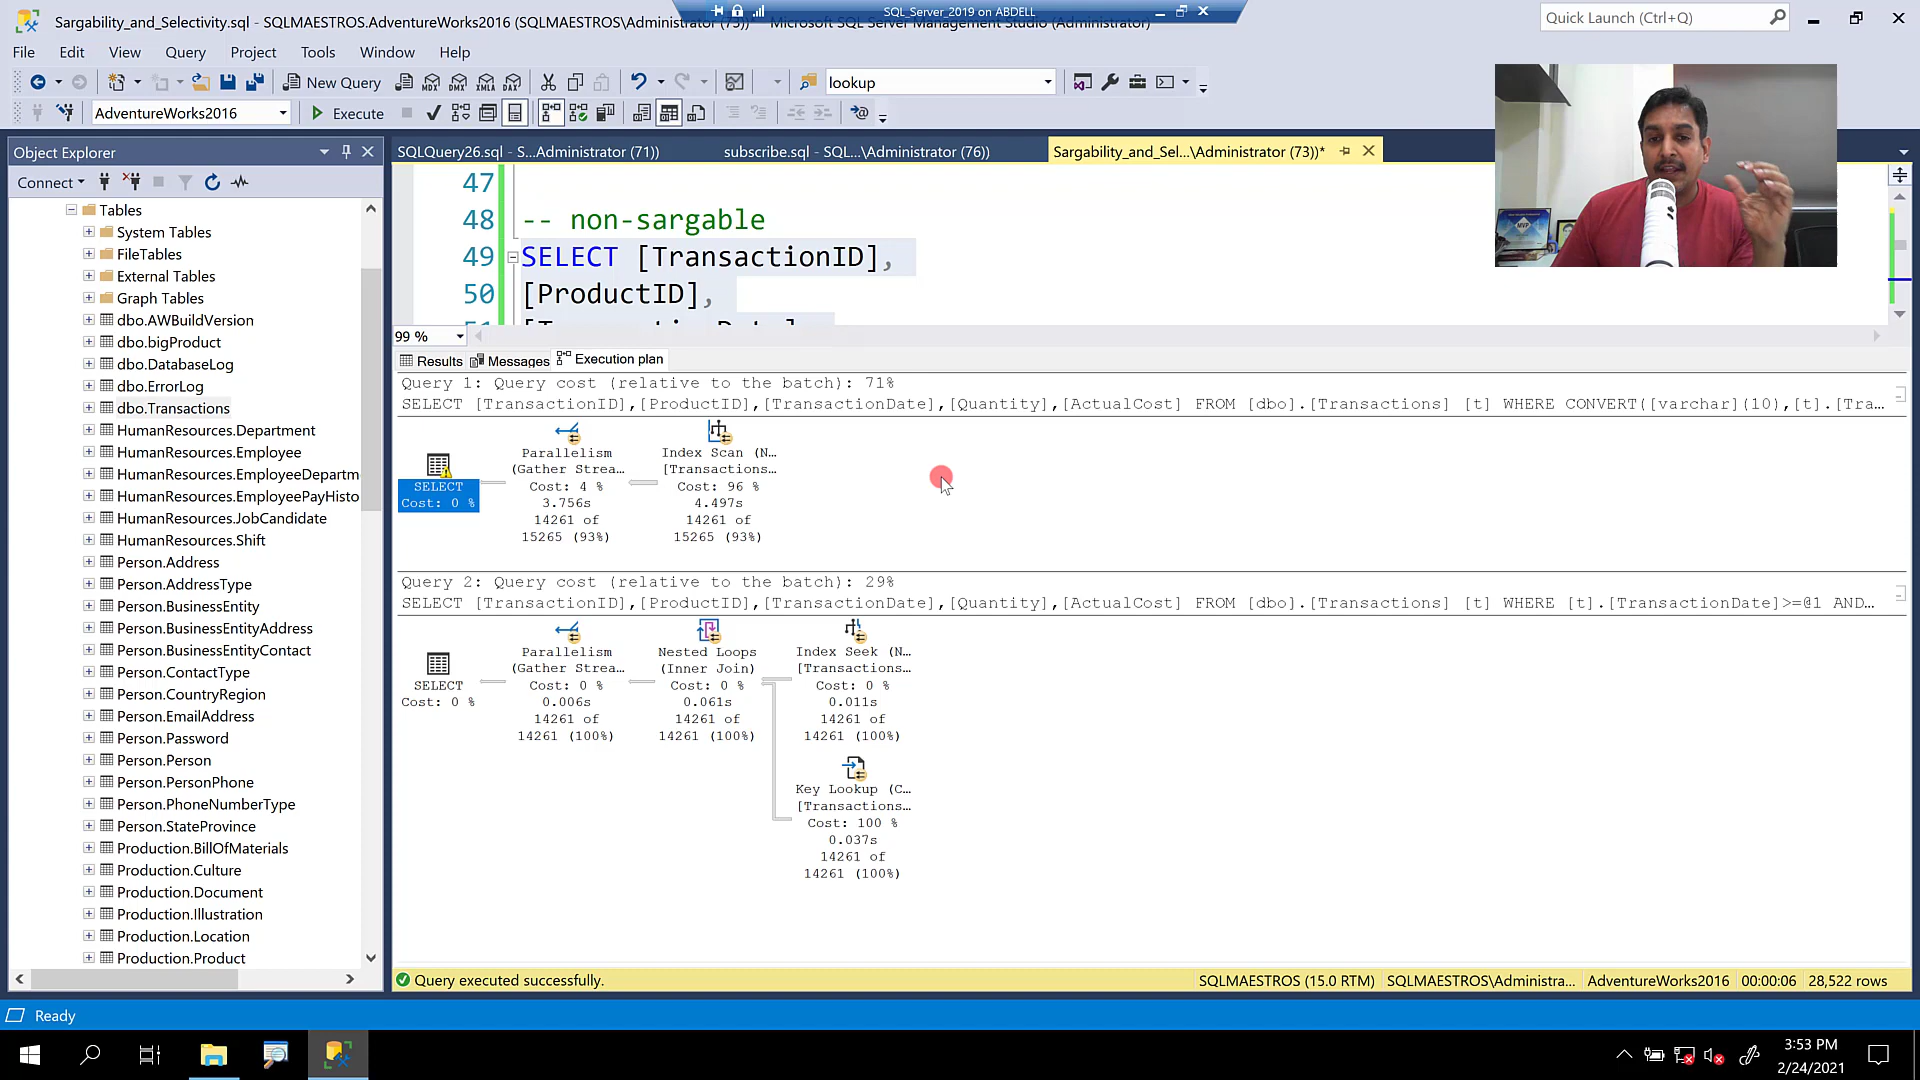 Sargability_and_Selectivity.sql - SQLMAESTROS.AdventureWorks2016 (SQLMAESTROS\Administrator (73))* - Microsoft SQL Server Management Studio (Administrator)
SQL_Server_2019 on ABDELL
Quick Launch (Ctrl+Q)
File Edit View Query Project Tools Window Help
New Query
MDX DMX XMLA DAX
lookup
AdventureWorks2016
Execute
Object Explorer
SQLQuery26.sql - S...Administrator (71))
subscribe.sql - SQL...\Administrator (76))
Sargability_and_Sel...\Administrator (73))*
Connect
Tables
System Tables
FileTables
External Tables
Graph Tables
dbo.AWBuildVersion
dbo.bigProduct
dbo.DatabaseLog
dbo.ErrorLog
dbo.Transactions
HumanResources.Department
HumanResources.Employee
HumanResources.EmployeeDepartm
HumanResources.EmployeePayHisto
HumanResources.JobCandidate
HumanResources.Shift
Person.Address
Person.AddressType
Person.BusinessEntity
Person.BusinessEntityAddress
Person.BusinessEntityContact
Person.ContactType
Person.CountryRegion
Person.EmailAddress
Person.Password
Person.Person
Person.PersonPhone
Person.PhoneNumberType
Person.StateProvince
Production.BillOfMaterials
Production.Culture
Production.Document
Production.Illustration
Production.Location
Production.Product
47
48 -- non-sargable
49 SELECT [TransactionID],
50 [ProductID],
99 %
Results Messages Execution plan
Query 1: Query cost (relative to the batch): 71%
SELECT [TransactionID],[ProductID],[TransactionDate],[Quantity],[ActualCost] FROM [dbo].[Transactions] [t] WHERE CONVERT([varchar](10),[t].[Tra...
SELECT
Cost: 0 %
Parallelism
(Gather Strea...
Cost: 4 %
3.756s
14261 of
15265 (93%)
Index Scan (N...
[Transactions...
Cost: 96 %
4.497s
14261 of
15265 (93%)
Query 2: Query cost (relative to the batch): 29%
SELECT [TransactionID],[ProductID],[TransactionDate],[Quantity],[ActualCost] FROM [dbo].[Transactions] [t] WHERE [t].[TransactionDate]>=@1 AND...
SELECT
Cost: 0 %
Parallelism
(Gather Strea...
Cost: 0 %
0.006s
14261 of
14261 (100%)
Nested Loops
(Inner Join)
Cost: 0 %
0.061s
14261 of
14261 (100%)
Index Seek (N...
[Transactions...
Cost: 0 %
0.011s
14261 of
14261 (100%)
Key Lookup (C...
[Transactions...
Cost: 100 %
0.037s
14261 of
14261 (100%)
Query executed successfully.
SQLMAESTROS (15.0 RTM)
SQLMAESTROS\Administra...
AdventureWorks2016
00:00:06
28,522 rows
Ready
3:53 PM
2/24/2021